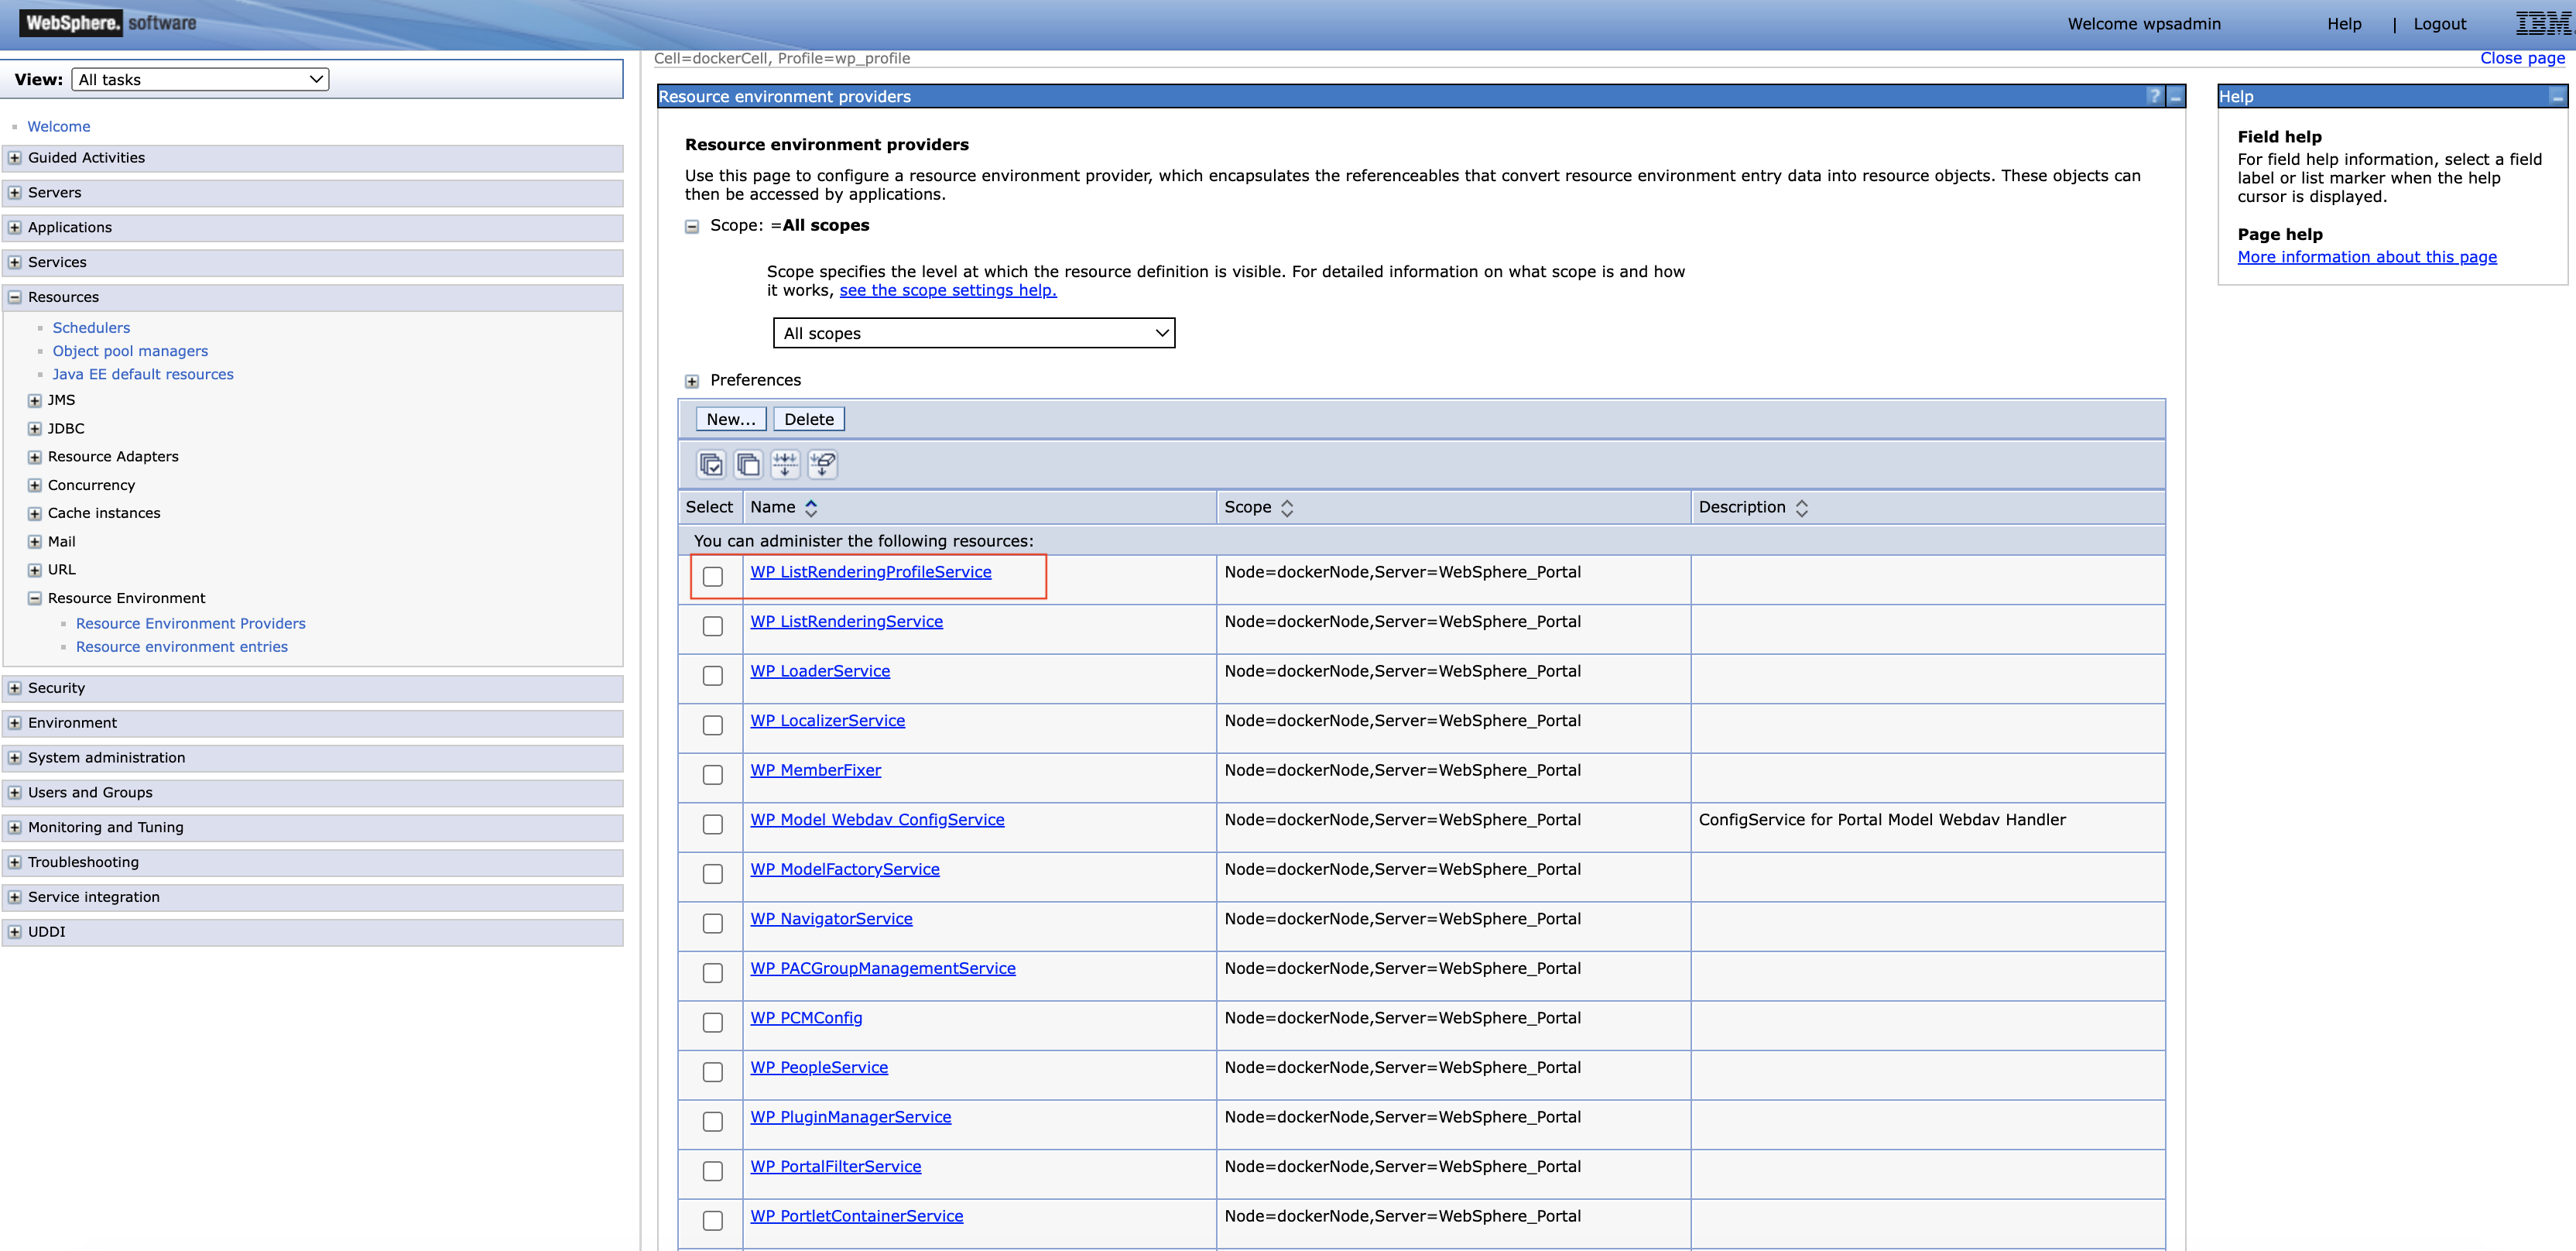 WebSphere. software
Welcome wpsadmin
Help | Logout
IBM
Cell=dockerCell, Profile=wp_profile
Close page
View: All tasks
Welcome
Guided Activities
Servers
Applications
Services
Resources
Schedulers
Object pool managers
Java EE default resources
JMS
JDBC
Resource Adapters
Concurrency
Cache instances
Mail
URL
Resource Environment
Resource Environment Providers
Resource environment entries
Security
Environment
System administration
Users and Groups
Monitoring and Tuning
Troubleshooting
Service integration
UDDI
Resource environment providers
?
Resource environment providers
Use this page to configure a resource environment provider, which encapsulates the referenceables that convert resource environment entry data into resource objects. These objects can
then be accessed by applications.
Scope: =All scopes
Scope specifies the level at which the resource definition is visible. For detailed information on what scope is and how
it works, see the scope settings help.
All scopes
Preferences
New... Delete
Select Name Scope Description
You can administer the following resources:
WP ListRenderingProfileService Node=dockerNode,Server=WebSphere_Portal
WP ListRenderingService Node=dockerNode,Server=WebSphere_Portal
WP LoaderService Node=dockerNode,Server=WebSphere_Portal
WP LocalizerService Node=dockerNode,Server=WebSphere_Portal
WP MemberFixer Node=dockerNode,Server=WebSphere_Portal
WP Model Webdav ConfigService Node=dockerNode,Server=WebSphere_Portal ConfigService for Portal Model Webdav Handler
WP ModelFactoryService Node=dockerNode,Server=WebSphere_Portal
WP NavigatorService Node=dockerNode,Server=WebSphere_Portal
WP PACGroupManagementService Node=dockerNode,Server=WebSphere_Portal
WP PCMConfig Node=dockerNode,Server=WebSphere_Portal
WP PeopleService Node=dockerNode,Server=WebSphere_Portal
WP PluginManagerService Node=dockerNode,Server=WebSphere_Portal
WP PortalFilterService Node=dockerNode,Server=WebSphere_Portal
WP PortletContainerService Node=dockerNode,Server=WebSphere_Portal
Help
Field help
For field help information, select a field
label or list marker when the help
cursor is displayed.
Page help
More information about this page